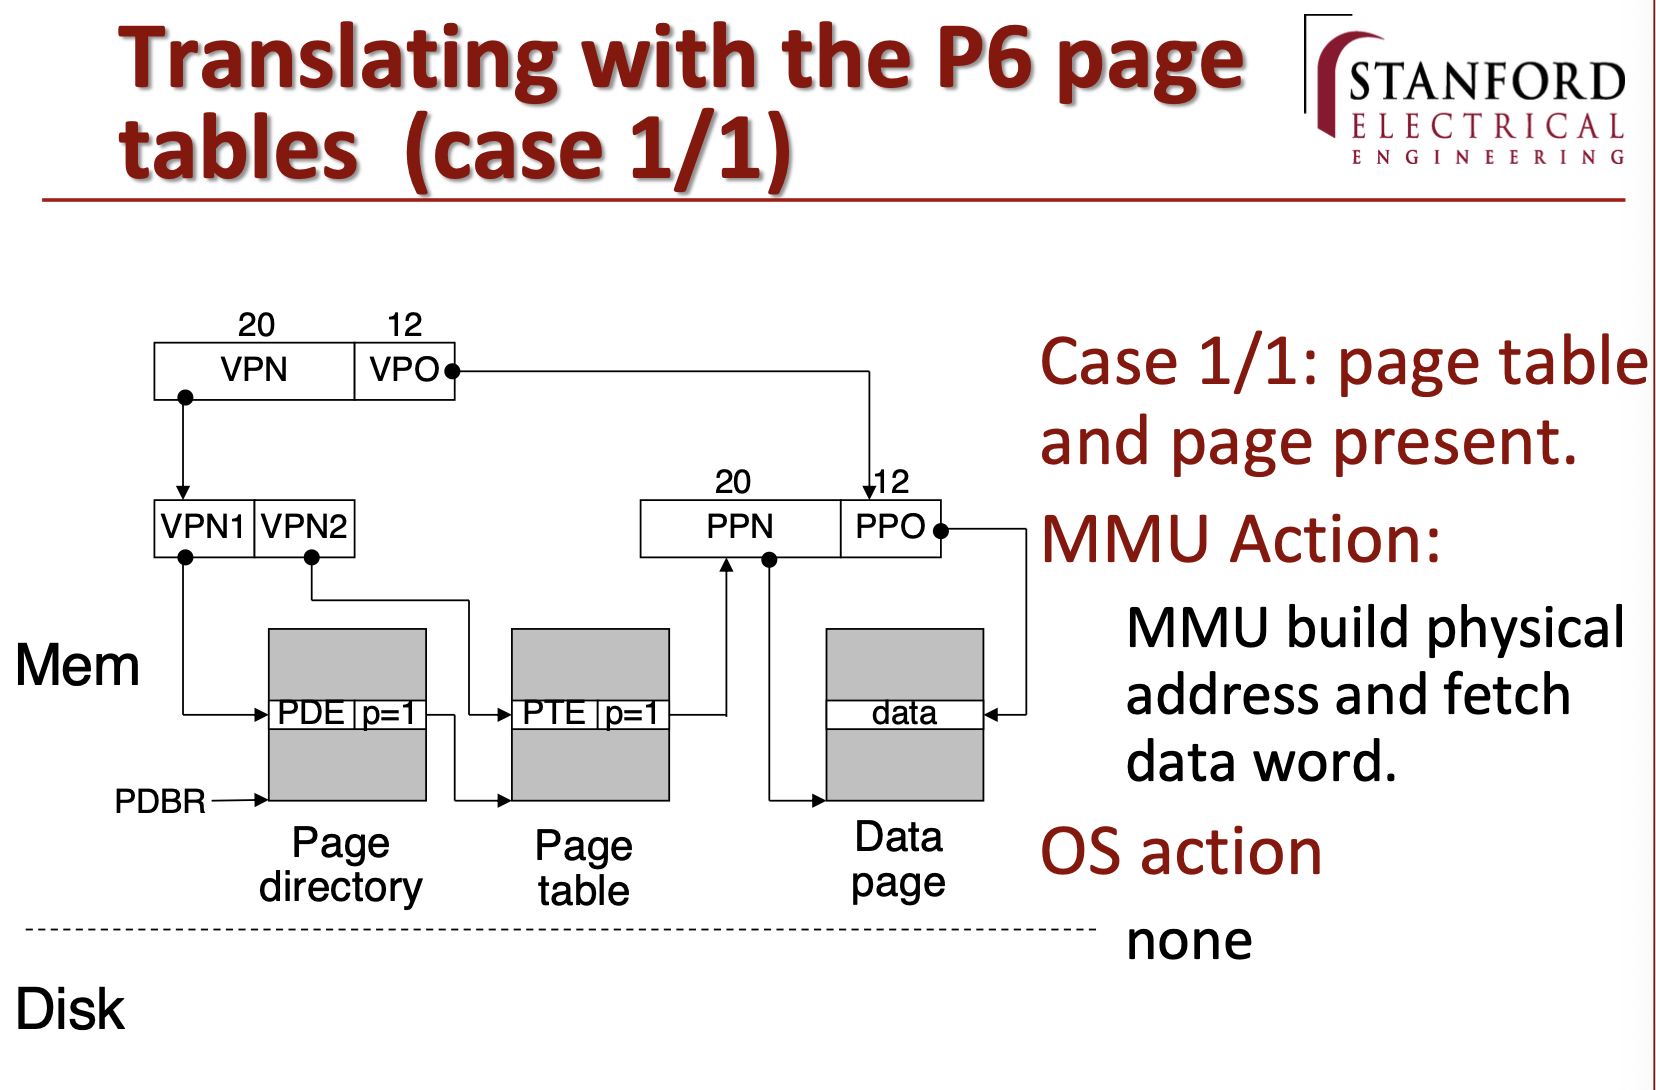 Translating with the P6 page
tables (case 1/1)
STANFORD
ELECTRICAL
ENGINEERING
20 12
VPN VPO
20 12
VPN1 VPN2 PPN PPO
Mem
PDE p=1 PTE p=1 data
PDBR
Page
directory
Page
table
Data
page
Disk
Case 1/1: page table
and page present.
MMU Action:
MMU build physical
address and fetch
data word.
OS action
none